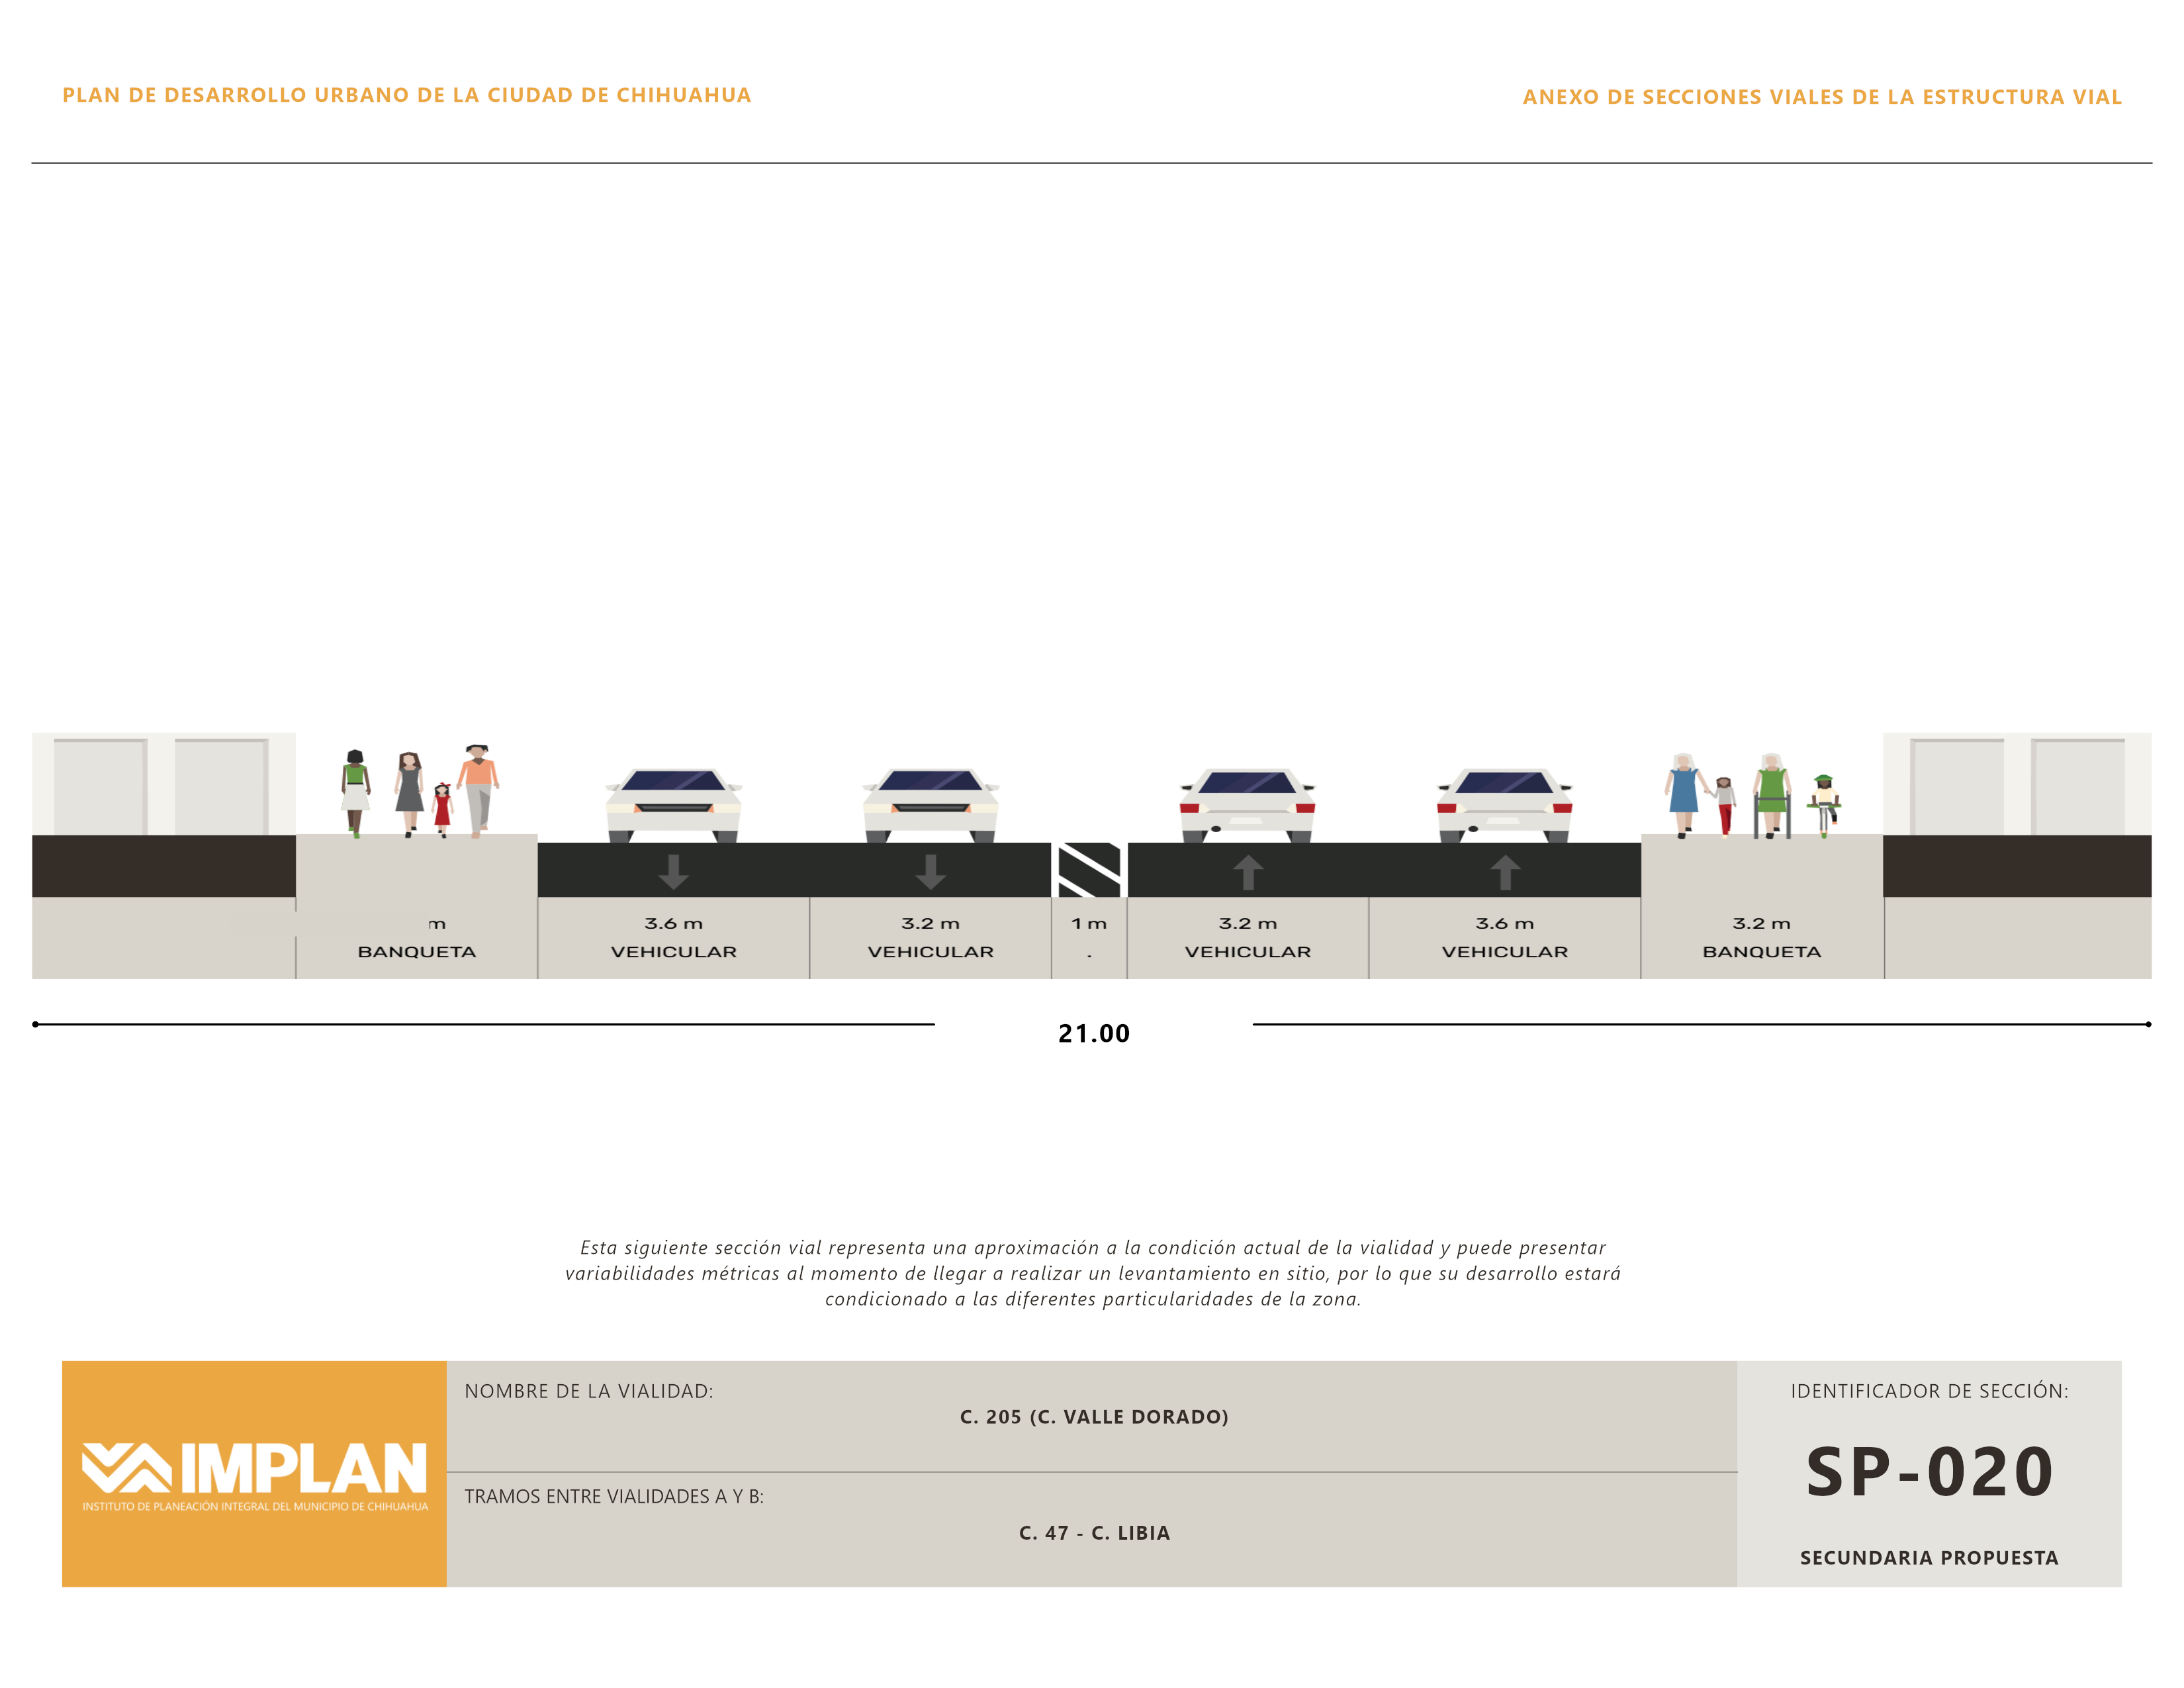 PLAN DE DESARROLLO URBANO DE LA CIUDAD DE CHIHUAHUA
ANEXO DE SECCIONES VIALES DE LA ESTRUCTURA VIAL
m
BANQUETA
3.6 m
VEHICULAR
3.2 m
VEHICULAR
1 m
.
3.2 m
VEHICULAR
3.6 m
VEHICULAR
3.2 m
BANQUETA
21.00
Esta siguiente sección vial representa una aproximación a la condición actual de la vialidad y puede presentar
variabilidades métricas al momento de llegar a realizar un levantamiento en sitio, por lo que su desarrollo estará
condicionado a las diferentes particularidades de la zona.
IMPLAN
INSTITUTO DE PLANEACIÓN INTEGRAL DEL MUNICIPIO DE CHIHUAHUA
NOMBRE DE LA VIALIDAD:
C. 205 (C. VALLE DORADO)
TRAMOS ENTRE VIALIDADES A Y B:
C. 47 - C. LIBIA
IDENTIFICADOR DE SECCIÓN:
SP-020
SECUNDARIA PROPUESTA